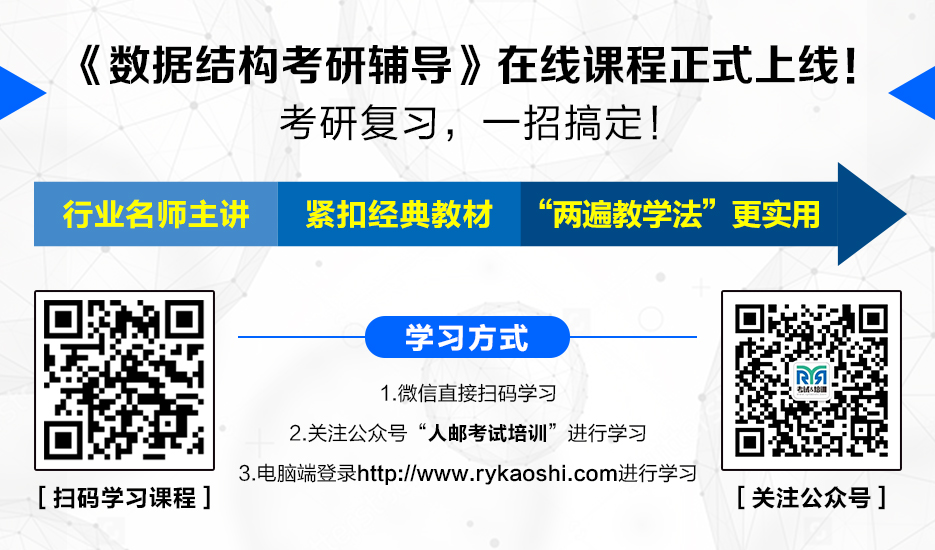 《数据结构考研辅导》在线课程正式上线！
考研复习，一招搞定！
行业名师主讲
紧扣经典教材
“两遍教学法”更实用
学习方式
1.微信直接扫码学习
2.关注公众号“人邮考试培训”进行学习
3.电脑端登录http://www.rykaoshi.com进行学习
[ 扫码学习课程 ]
RYR
考试&培训
[ 关注公众号 ]